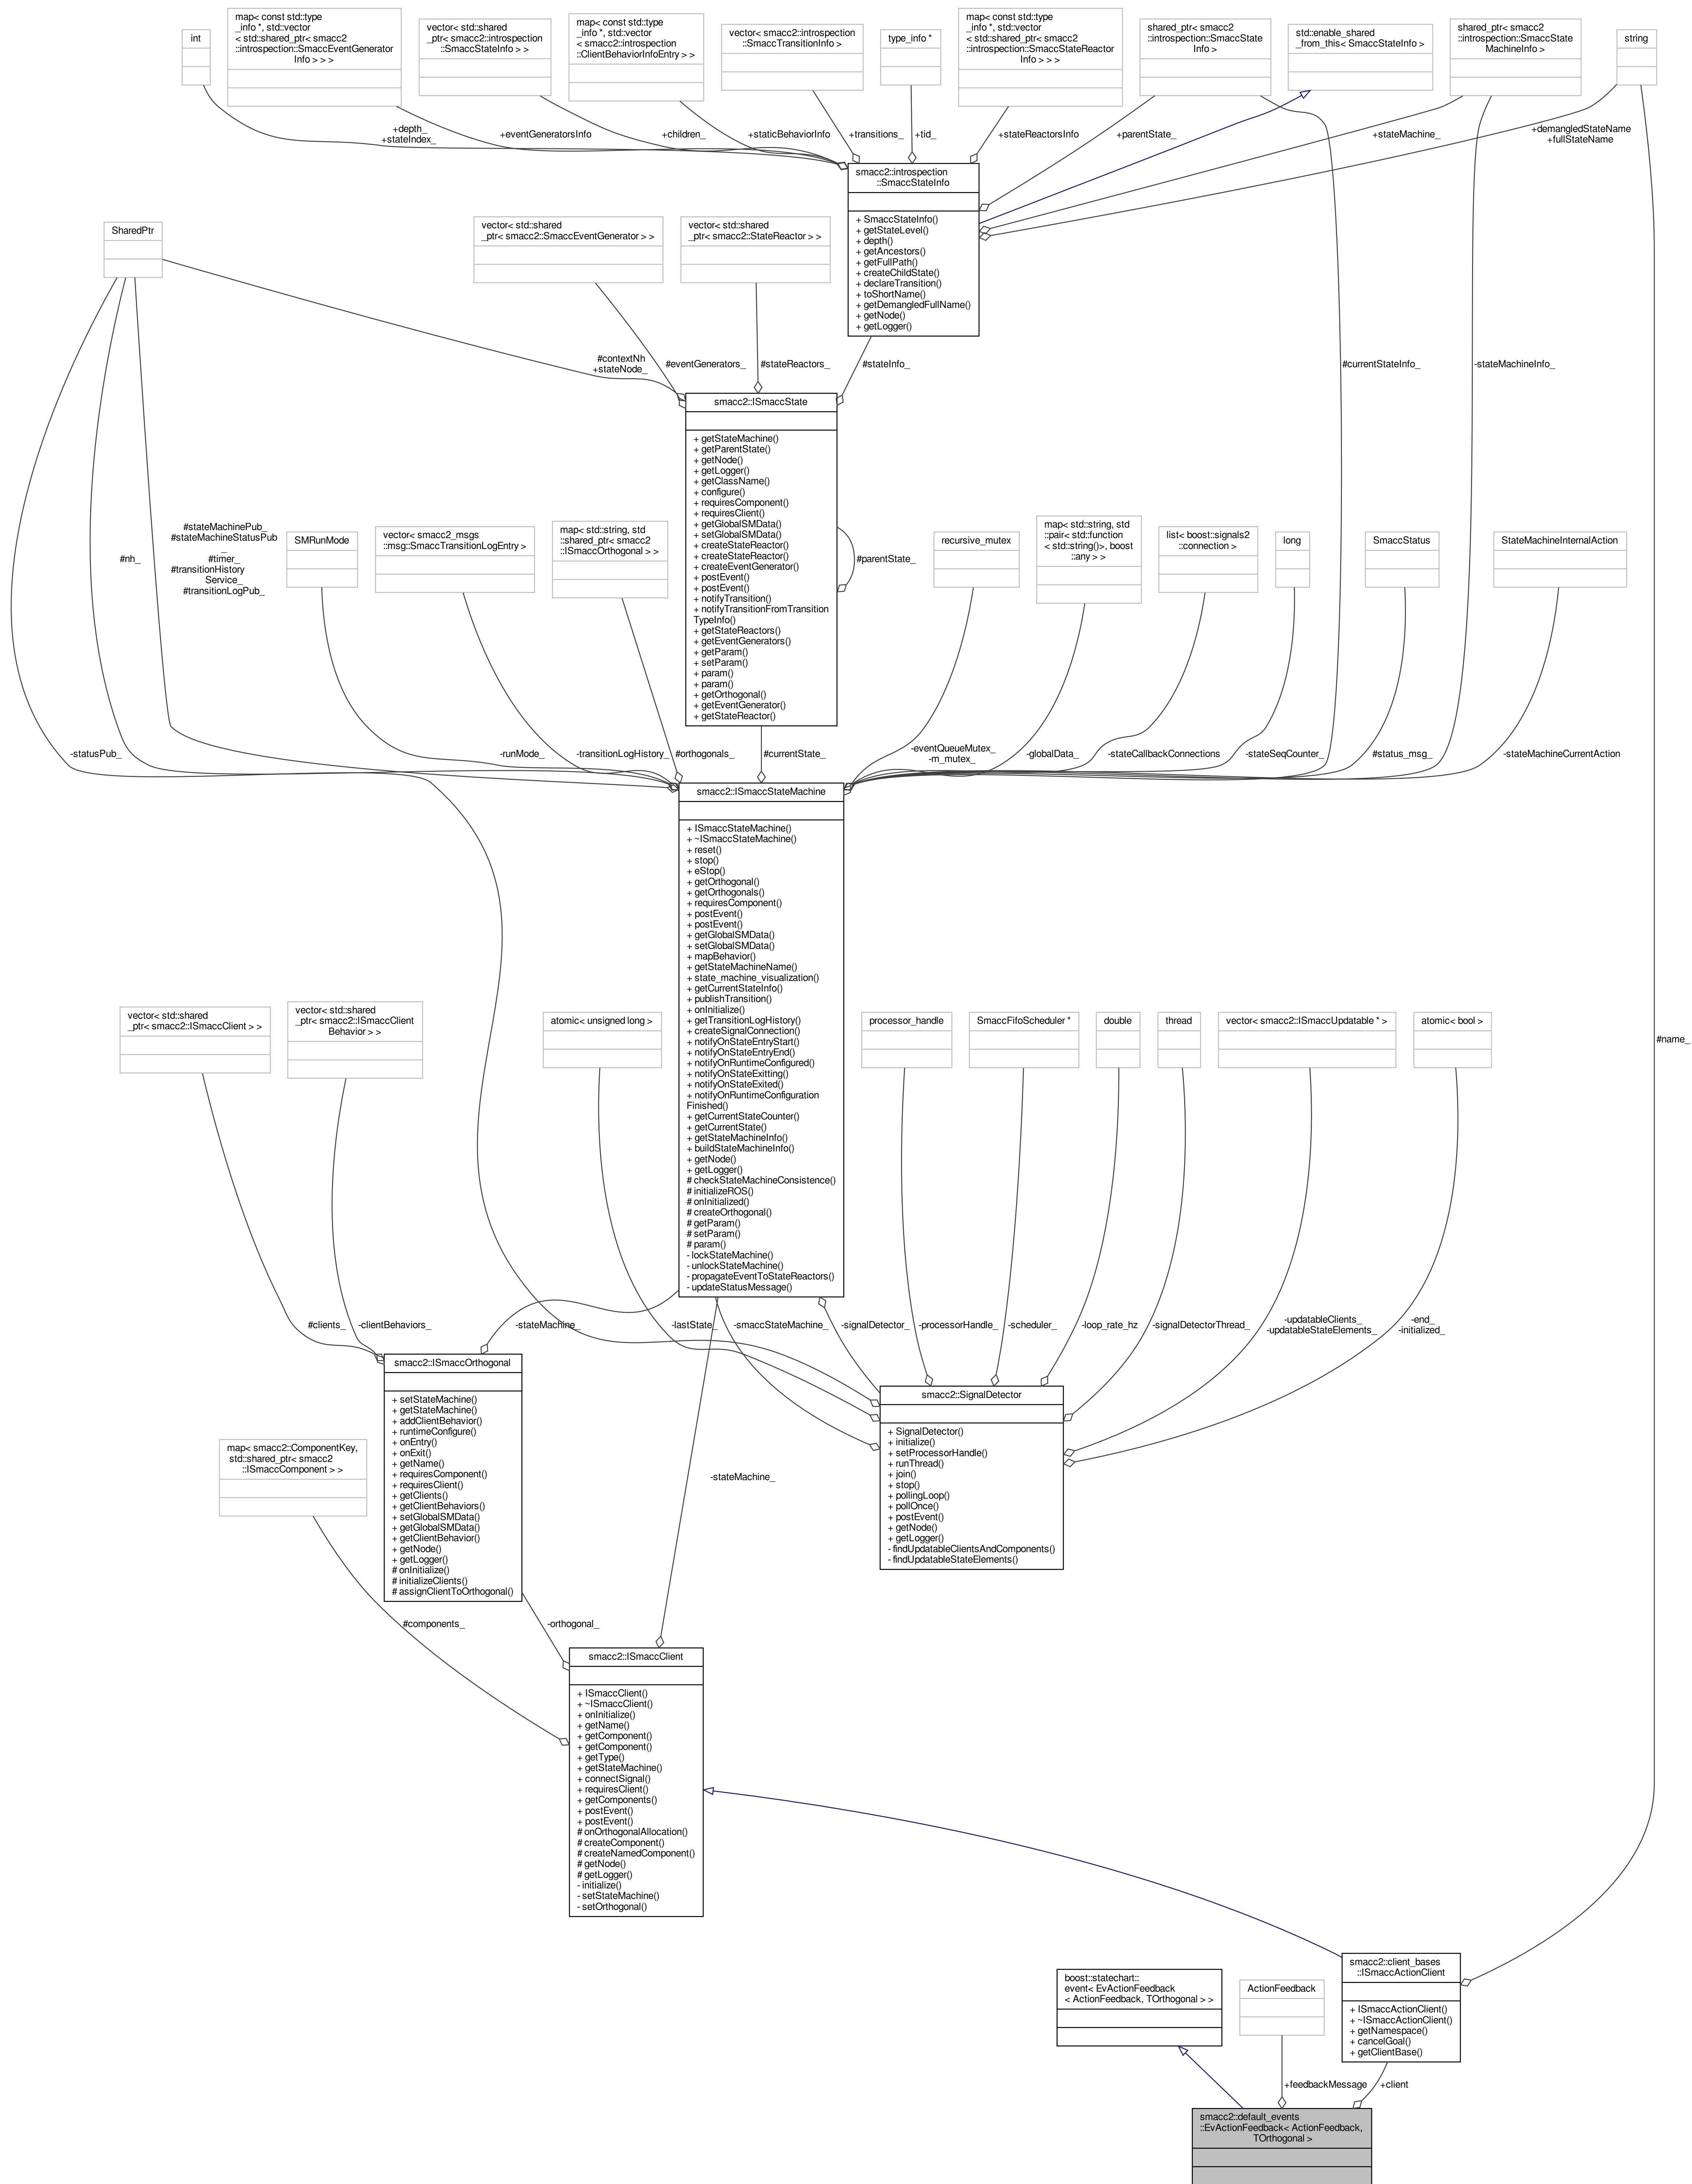 int
map< const std::type
_info *, std::vector
< std::shared_ptr< smacc2
::introspection::SmaccEventGenerator
Info > > >
vector< std::shared
_ptr< smacc2::introspection
::SmaccStateInfo > >
map< const std::type
_info *, std::vector
< smacc2::introspection
::ClientBehaviorInfoEntry > >
vector< smacc2::introspection
::SmaccTransitionInfo >
type_info *
map< const std::type
_info *, std::vector
< std::shared_ptr< smacc2
::introspection::SmaccStateReactor
Info > > >
shared_ptr< smacc2
::introspection::SmaccState
Info >
std::enable_shared
_from_this< SmaccStateInfo >
shared_ptr< smacc2
::introspection::SmaccState
MachineInfo >
string
+depth_
+stateIndex_
+eventGeneratorsInfo
+children_
+staticBehaviorInfo
+transitions_
+tid_
+stateReactorsInfo
+parentState_
+stateMachine_
+demangledStateName
+fullStateName
smacc2::introspection
::SmaccStateInfo
+ SmaccStateInfo()
+ getStateLevel()
+ depth()
+ getAncestors()
+ getFullPath()
+ createChildState()
+ declareTransition()
+ toShortName()
+ getDemangledFullName()
+ getNode()
+ getLogger()
SharedPtr
vector< std::shared
_ptr< smacc2::SmaccEventGenerator > >
vector< std::shared
_ptr< smacc2::StateReactor > >
#contextNh
+stateNode_
#eventGenerators_
#stateReactors_
#stateInfo_
#currentStateInfo_
-stateMachineInfo_
smacc2::ISmaccState
+ getStateMachine()
+ getParentState()
+ getNode()
+ getLogger()
+ getClassName()
+ configure()
+ requiresComponent()
+ requiresClient()
+ getGlobalSMData()
+ setGlobalSMData()
+ createStateReactor()
+ createStateReactor()
+ createEventGenerator()
+ postEvent()
+ postEvent()
+ notifyTransition()
+ notifyTransitionFromTransition
TypeInfo()
+ getStateReactors()
+ getEventGenerators()
+ getParam()
+ setParam()
+ param()
+ param()
+ getOrthogonal()
+ getEventGenerator()
+ getStateReactor()
#parentState_
#nh_
#stateMachinePub_
#stateMachineStatusPub
_
#timer_
#transitionHistory
Service_
#transitionLogPub_
SMRunMode
vector< smacc2_msgs
::msg::SmaccTransitionLogEntry >
map< std::string, std
::shared_ptr< smacc2
::ISmaccOrthogonal > >
recursive_mutex
map< std::string, std
::pair< std::function
< std::string()>, boost
::any > >
list< boost::signals2
::connection >
long
SmaccStatus
StateMachineInternalAction
-statusPub_
-runMode_
-transitionLogHistory_
#orthogonals_
#currentState_
-eventQueueMutex_
-m_mutex_
-globalData_
-stateCallbackConnections
-stateSeqCounter_
#status_msg_
-stateMachineCurrentAction
smacc2::ISmaccStateMachine
+ ISmaccStateMachine()
+ ~ISmaccStateMachine()
+ reset()
+ stop()
+ eStop()
+ getOrthogonal()
+ getOrthogonals()
+ requiresComponent()
+ postEvent()
+ postEvent()
+ getGlobalSMData()
+ setGlobalSMData()
+ mapBehavior()
+ getStateMachineName()
+ state_machine_visualization()
+ getCurrentStateInfo()
+ publishTransition()
+ onInitialize()
+ getTransitionLogHistory()
+ createSignalConnection()
+ notifyOnStateEntryStart()
+ notifyOnStateEntryEnd()
+ notifyOnRuntimeConfigured()
+ notifyOnStateExitting()
+ notifyOnStateExited()
+ notifyOnRuntimeConfiguration
Finished()
+ getCurrentStateCounter()
+ getCurrentState()
+ getStateMachineInfo()
+ buildStateMachineInfo()
+ getNode()
+ getLogger()
# checkStateMachineConsistence()
# initializeROS()
# onInitialized()
# createOrthogonal()
# getParam()
# setParam()
# param()
- lockStateMachine()
- unlockStateMachine()
- propagateEventToStateReactors()
- updateStatusMessage()
vector< std::shared
_ptr< smacc2::ISmaccClient > >
vector< std::shared
_ptr< smacc2::ISmaccClient
Behavior > >
atomic< unsigned long >
processor_handle
SmaccFifoScheduler *
double
thread
vector< smacc2::ISmaccUpdatable * >
atomic< bool >
#name_
#clients_
-clientBehaviors_
-stateMachine_
-lastState_
-smaccStateMachine_
-signalDetector_
-processorHandle_
-scheduler_
-loop_rate_hz
-signalDetectorThread_
-updatableClients_
-updatableStateElements_
-end_
-initialized_
smacc2::ISmaccOrthogonal
+ setStateMachine()
+ getStateMachine()
+ addClientBehavior()
+ runtimeConfigure()
+ onEntry()
+ onExit()
+ getName()
+ requiresComponent()
+ requiresClient()
+ getClients()
+ getClientBehaviors()
+ setGlobalSMData()
+ getGlobalSMData()
+ getClientBehavior()
+ getNode()
+ getLogger()
# onInitialize()
# initializeClients()
# assignClientToOrthogonal()
smacc2::SignalDetector
+ SignalDetector()
+ initialize()
+ setProcessorHandle()
+ runThread()
+ join()
+ stop()
+ pollingLoop()
+ pollOnce()
+ postEvent()
+ getNode()
+ getLogger()
- findUpdatableClientsAndComponents()
- findUpdatableStateElements()
map< smacc2::ComponentKey,
std::shared_ptr< smacc2
::ISmaccComponent > >
-stateMachine_
#components_
-orthogonal_
smacc2::ISmaccClient
+ ISmaccClient()
+ ~ISmaccClient()
+ onInitialize()
+ getName()
+ getComponent()
+ getComponent()
+ getType()
+ getStateMachine()
+ connectSignal()
+ requiresClient()
+ getComponents()
+ postEvent()
+ postEvent()
# onOrthogonalAllocation()
# createComponent()
# createNamedComponent()
# getNode()
# getLogger()
- initialize()
- setStateMachine()
- setOrthogonal()
boost::statechart::
event< EvActionFeedback
< ActionFeedback, TOrthogonal > >
ActionFeedback
smacc2::client_bases
::ISmaccActionClient
+ ISmaccActionClient()
+ ~ISmaccActionClient()
+ getNamespace()
+ cancelGoal()
+ getClientBase()
+feedbackMessage
+client
smacc2::default_events
::EvActionFeedback< ActionFeedback,
TOrthogonal >